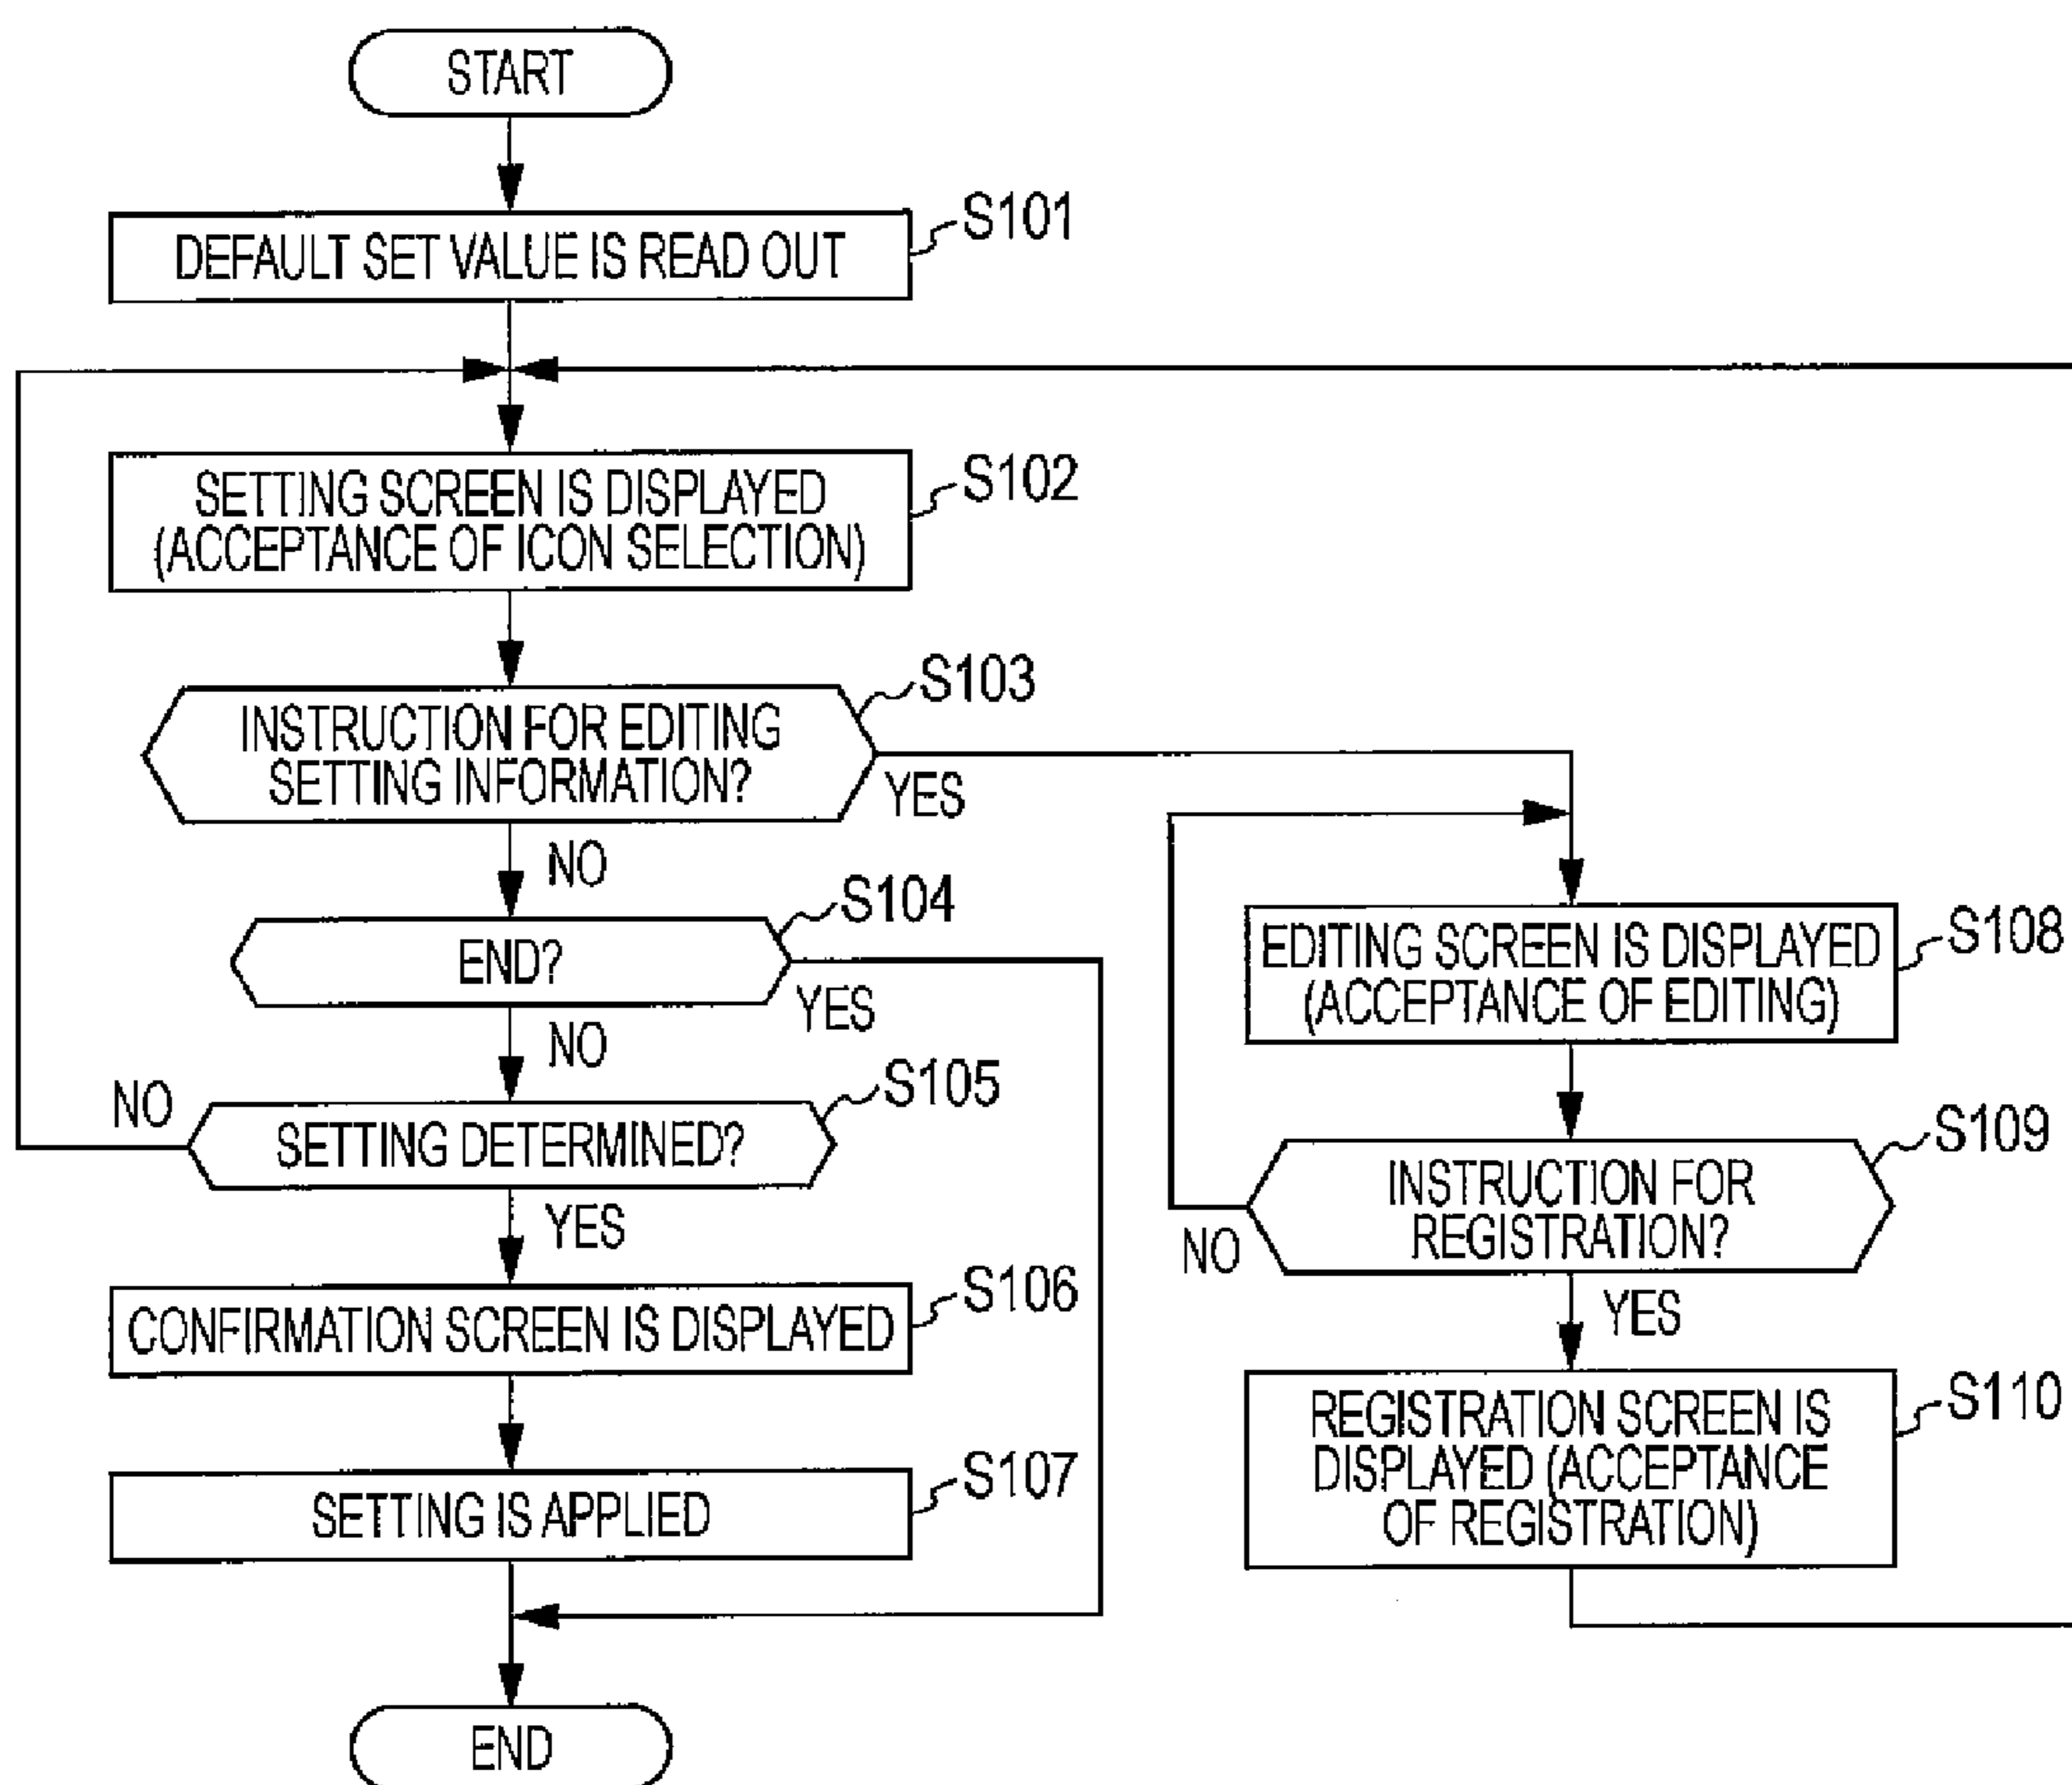 START
DEFAULT SET VALUE IS READ OUT
S101
SETTING SCREEN IS DISPLAYED
(ACCEPTANCE OF ICON SELECTION)
S102
INSTRUCTION FOR EDITING
SETTING INFORMATION?
S103
YES
NO
END?
S104
YES
NO
SETTING DETERMINED?
S105
NO
YES
CONFIRMATION SCREEN IS DISPLAYED
S106
SETTING IS APPLIED
S107
END
EDITING SCREEN IS DISPLAYED
(ACCEPTANCE OF EDITING)
S108
INSTRUCTION FOR
REGISTRATION?
S109
NO
YES
REGISTRATION SCREEN IS
DISPLAYED (ACCEPTANCE
OF REGISTRATION)
S110